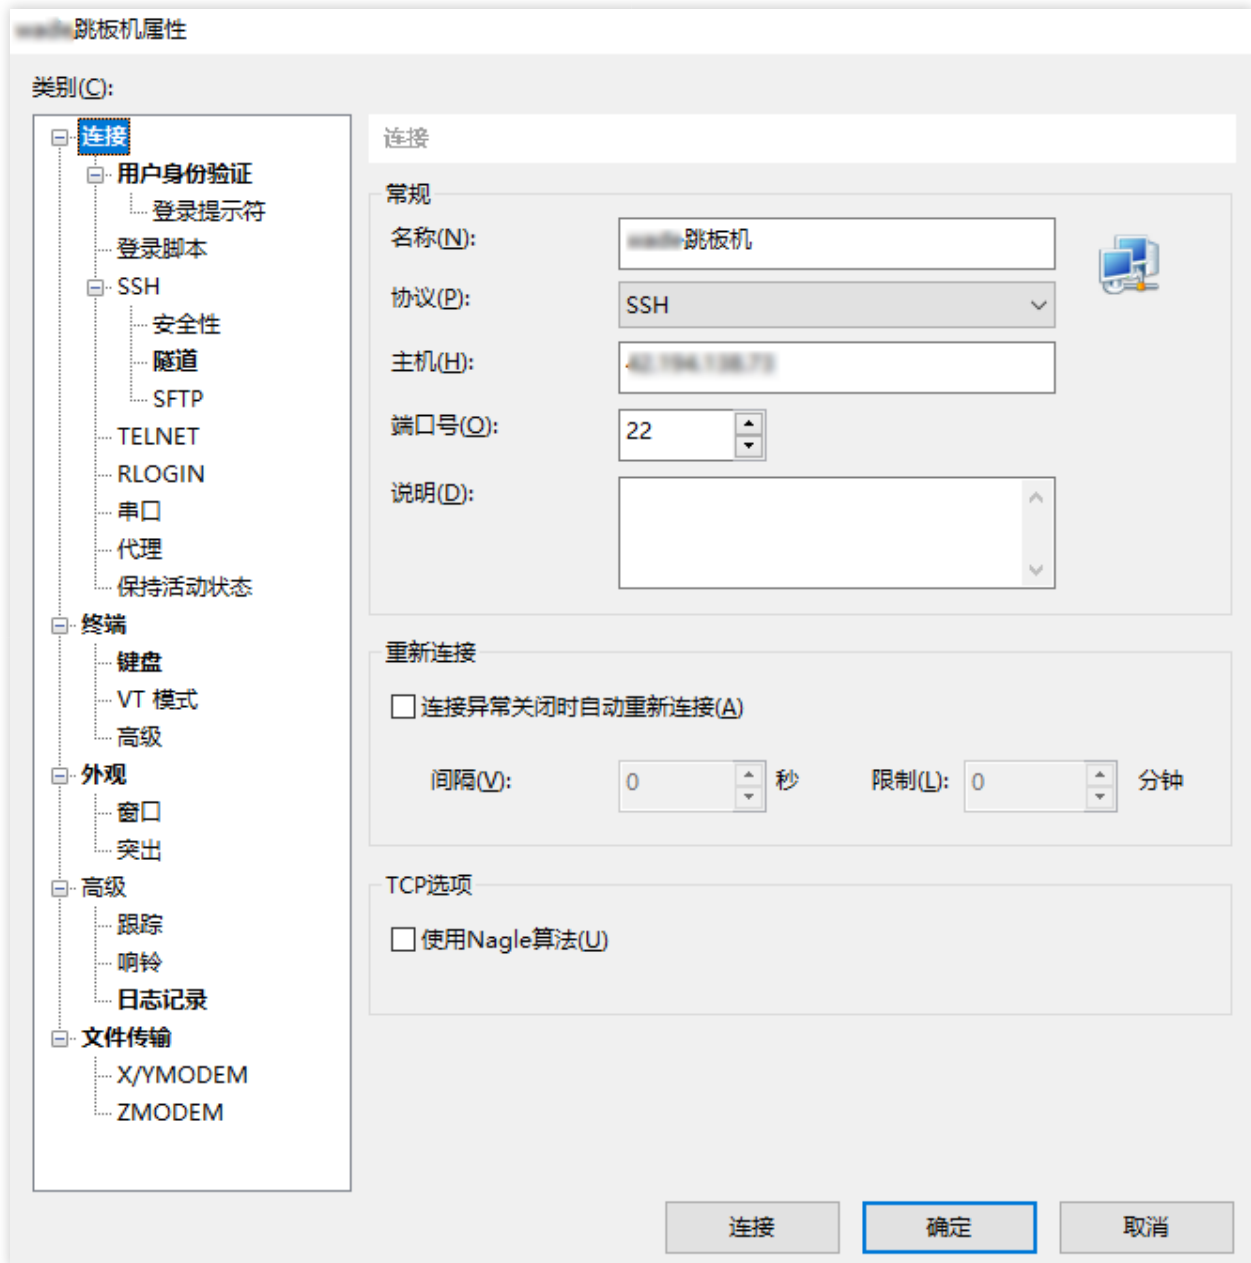 跳板机属性
类别(C):
连接
用户身份验证
登录提示符
登录脚本
SSH
安全性
隧道
SFTP
TELNET
RLOGIN
串口
代理
保持活动状态
终端
键盘
VT 模式
高级
外观
窗口
突出
高级
跟踪
响铃
日志记录
文件传输
X/YMODEM
ZMODEM
连接
常规
名称(N):
跳板机
协议(P):
SSH
主机(H):
端口号(O):
22
说明(D):
重新连接
连接异常关闭时自动重新连接(A)
间隔(V):
0
秒
限制(L):
0
分钟
TCP选项
使用Nagle算法(U)
连接
确定
取消